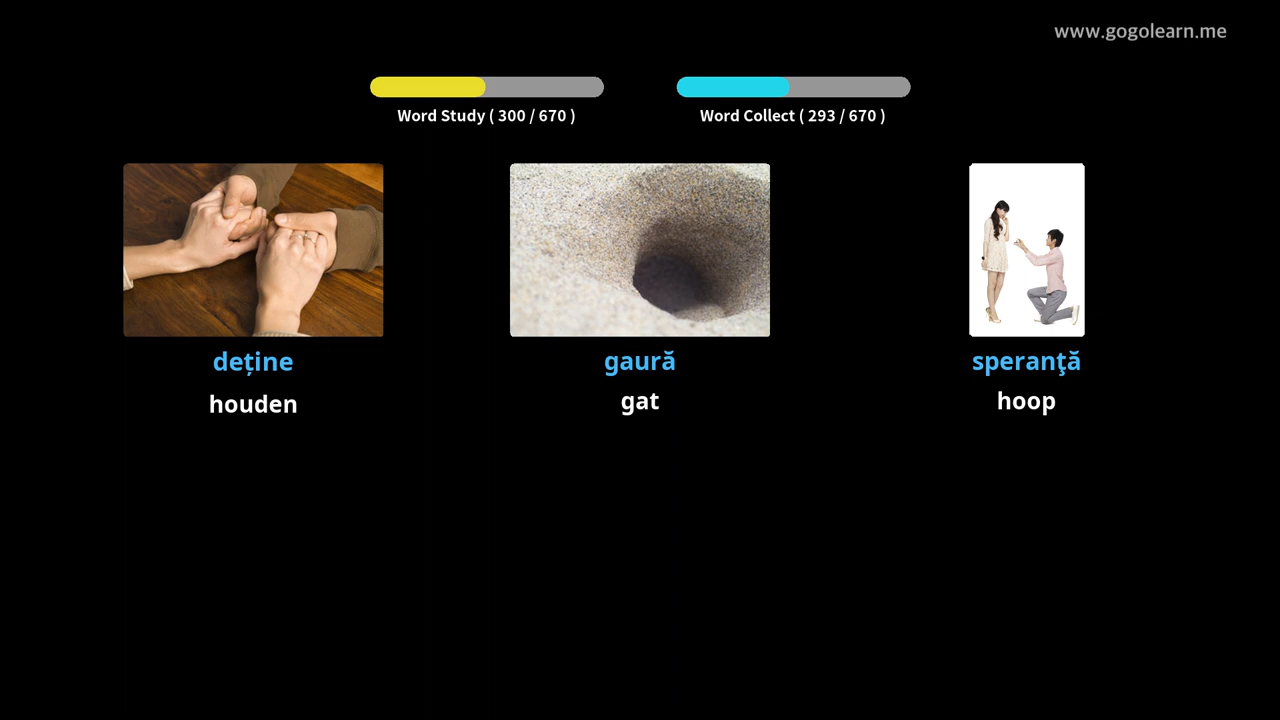 www.gogolearn.me
Word Study ( 300 / 670 )
Word Collect ( 293 / 670 )
deține
houden
gaură
gat
speranţă
hoop